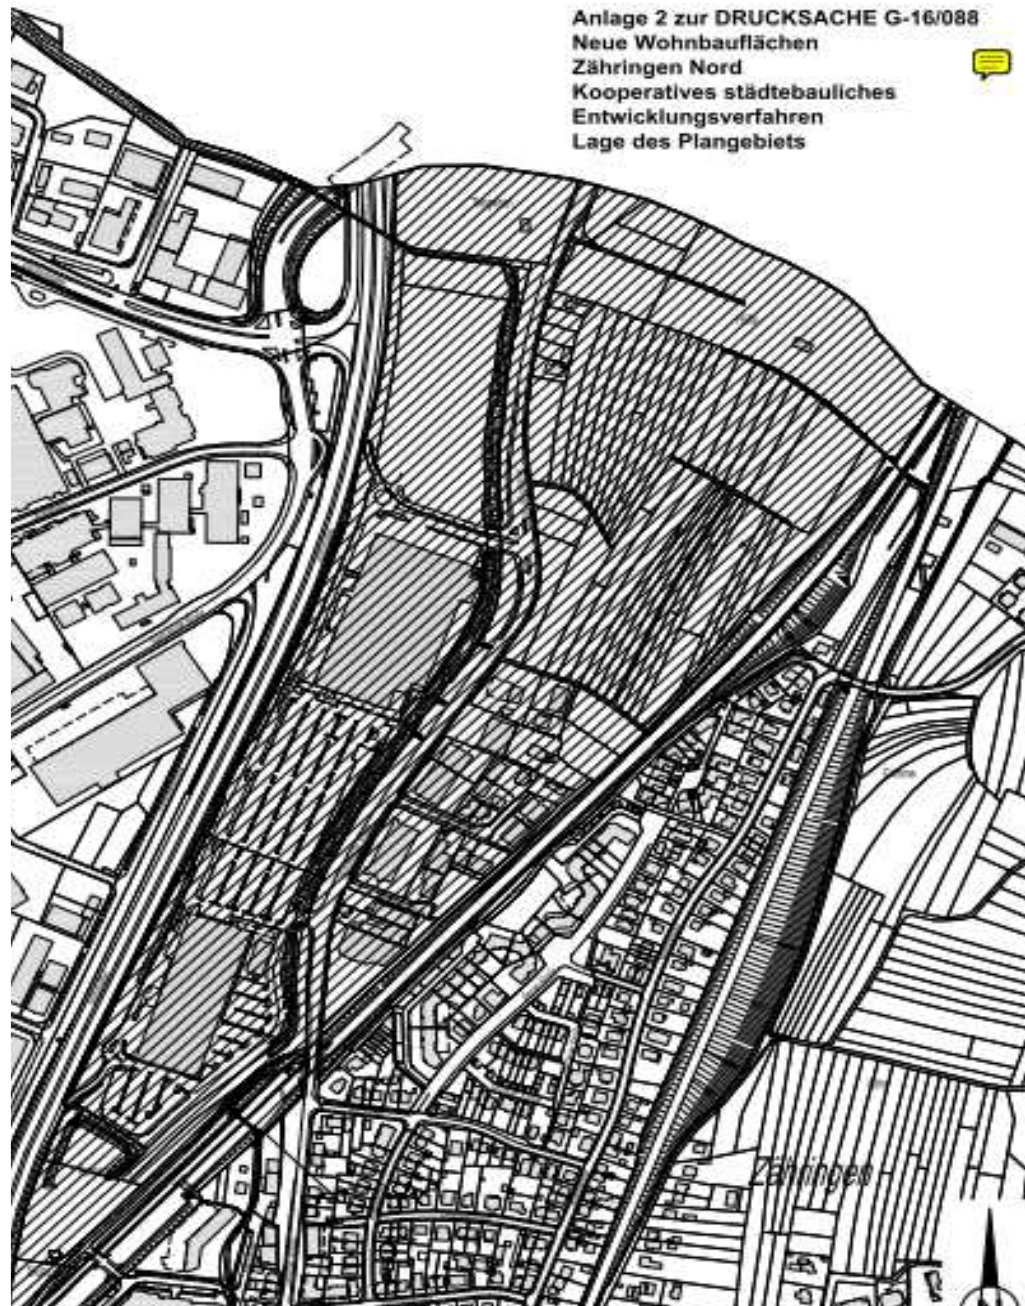 Anlage 2 zur DRUCKSACHE G-16/088
Neue Wohnbauflächen
Zähringen Nord
Kooperatives städtebauliches
Entwicklungsverfahren
Lage des Plangebiets
Zähringen